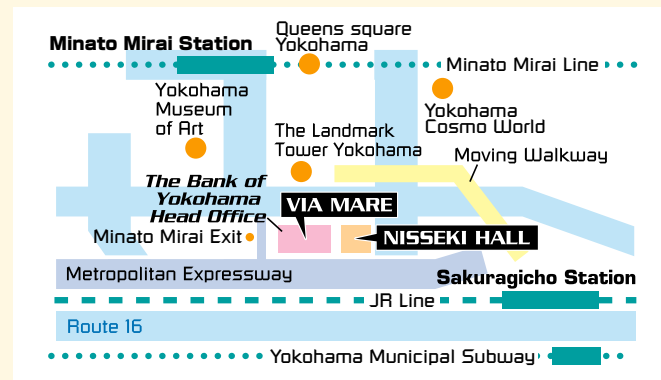 Queens square
Yokohama
Minato Mirai Station
Minato Mirai Line
Yokohama
Museum
of Art
Yokohama
Cosmo World
The Landmark
Tower Yokohama
Moving Walkway
The Bank of
Yokohama
Head Office
VIA MARE
Minato Mirai Exit
NISSEKI HALL
Metropolitan Expressway
Sakuragicho Station
JR Line
Route 16
Yokohama Municipal Subway